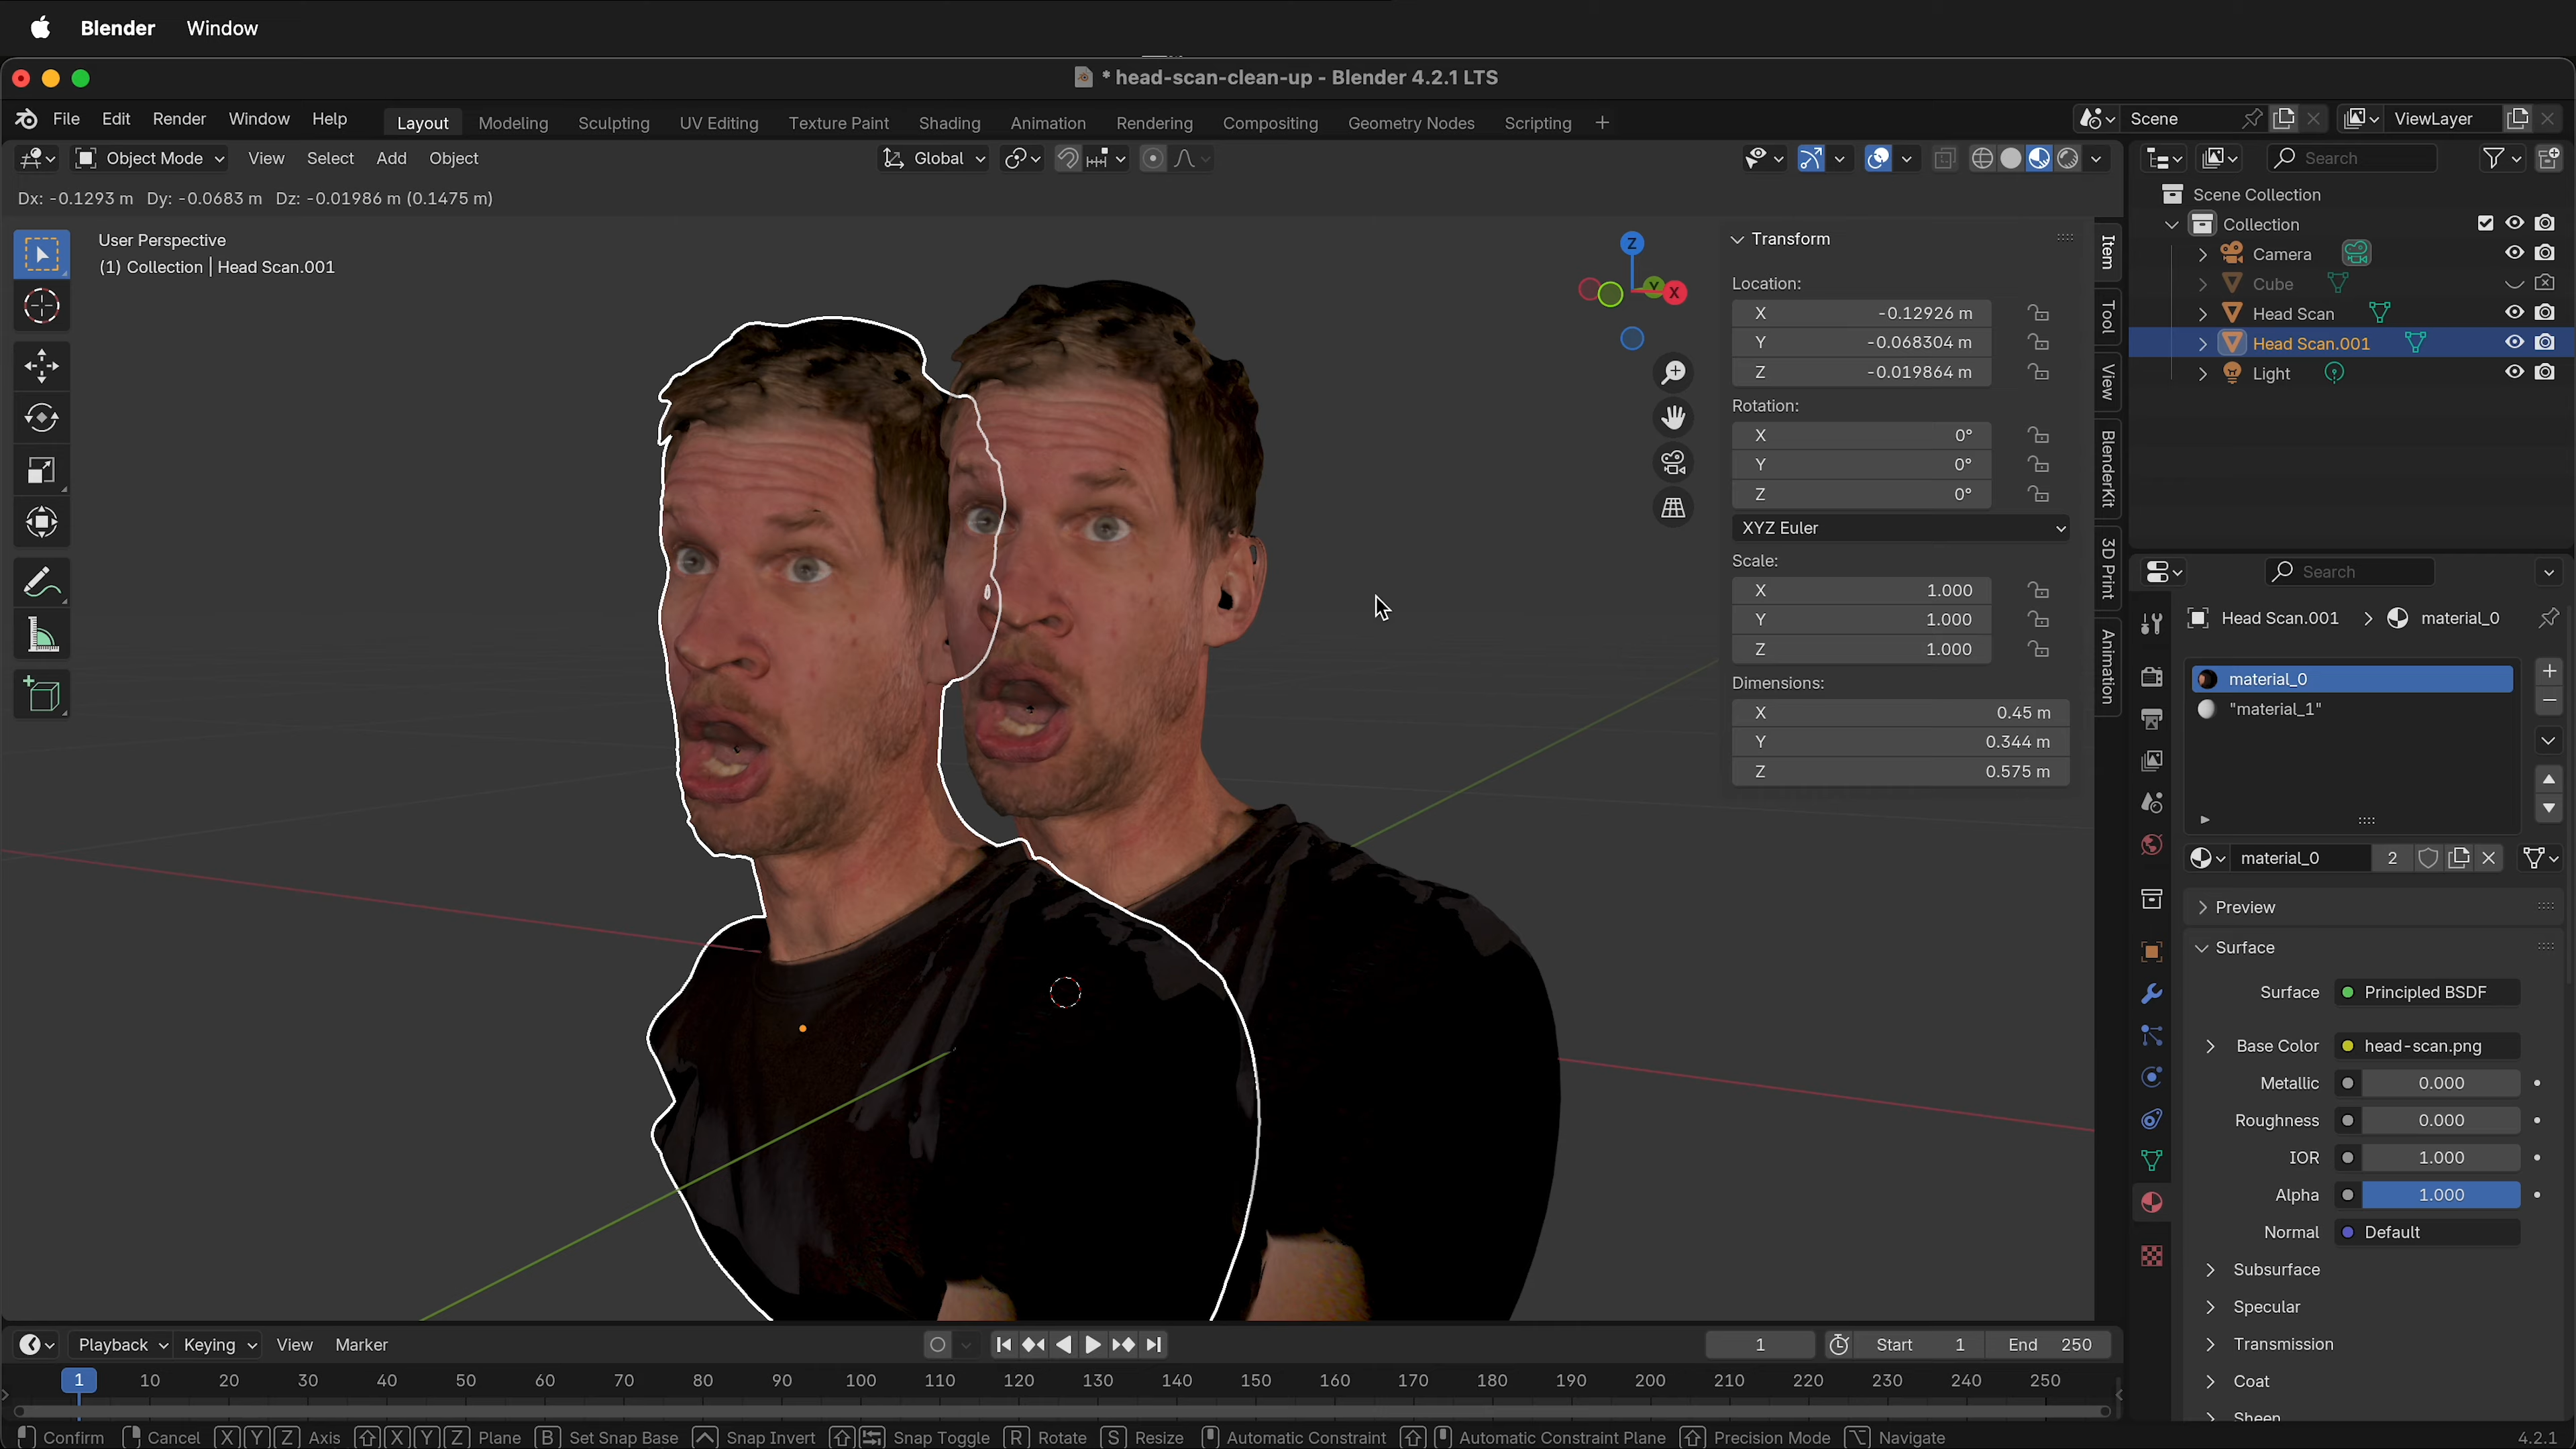 Blender Window
* head-scan-clean-up - Blender 4.2.1 LTS
File Edit Render Window Help Layout Modeling Sculpting UV Editing Texture Paint Shading Animation Rendering Compositing Geometry Nodes Scripting + Scene ViewLayer
Object Mode View Select Add Object Global Search
Dx: -0.1293 m Dy: -0.0683 m Dz: -0.01986 m (0.1475 m)
User Perspective
(1) Collection | Head Scan.001
Z
Y
X
Transform
Location:
X -0.12926 m
Y -0.068304 m
Z -0.019864 m
Rotation:
X 0°
Y 0°
Z 0°
XYZ Euler
Scale:
X 1.000
Y 1.000
Z 1.000
Dimensions:
X 0.45 m
Y 0.344 m
Z 0.575 m
Item
Tool
View
BlenderKit
3D Print
Animation
Scene Collection
Collection
Camera
Cube
Head Scan
Head Scan.001
Light
Search
Head Scan.001 > material_0
material_0
"material_1"
material_0 2
Preview
Surface
Surface Principled BSDF
Base Color head-scan.png
Metallic 0.000
Roughness 0.000
IOR 1.000
Alpha 1.000
Normal Default
Subsurface
Specular
Transmission
Coat
Sheen
Playback Keying View Marker 1 Start 1 End 250
1 10 20 30 40 50 60 70 80 90 100 110 120 130 140 150 160 170 180 190 200 210 220 230 240 250
Confirm Cancel X Y Z Axis X Y Z Plane B Set Snap Base Snap Invert Snap Toggle R Rotate S Resize Automatic Constraint Automatic Constraint Plane Precision Mode Navigate 4.2.1